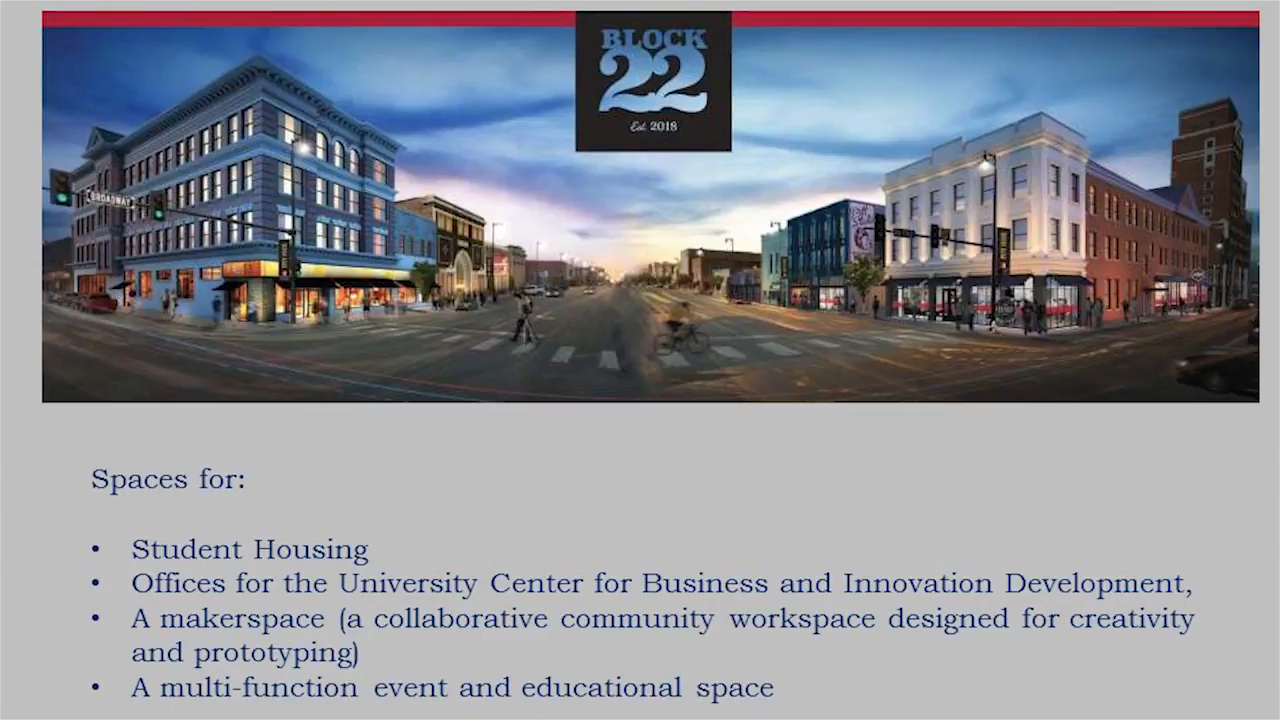 BLOCK
22
Est. 2018
BROADWAY
Spaces for:
• Student Housing
• Offices for the University Center for Business and Innovation Development,
• A makerspace (a collaborative community workspace designed for creativity
and prototyping)
• A multi-function event and educational space